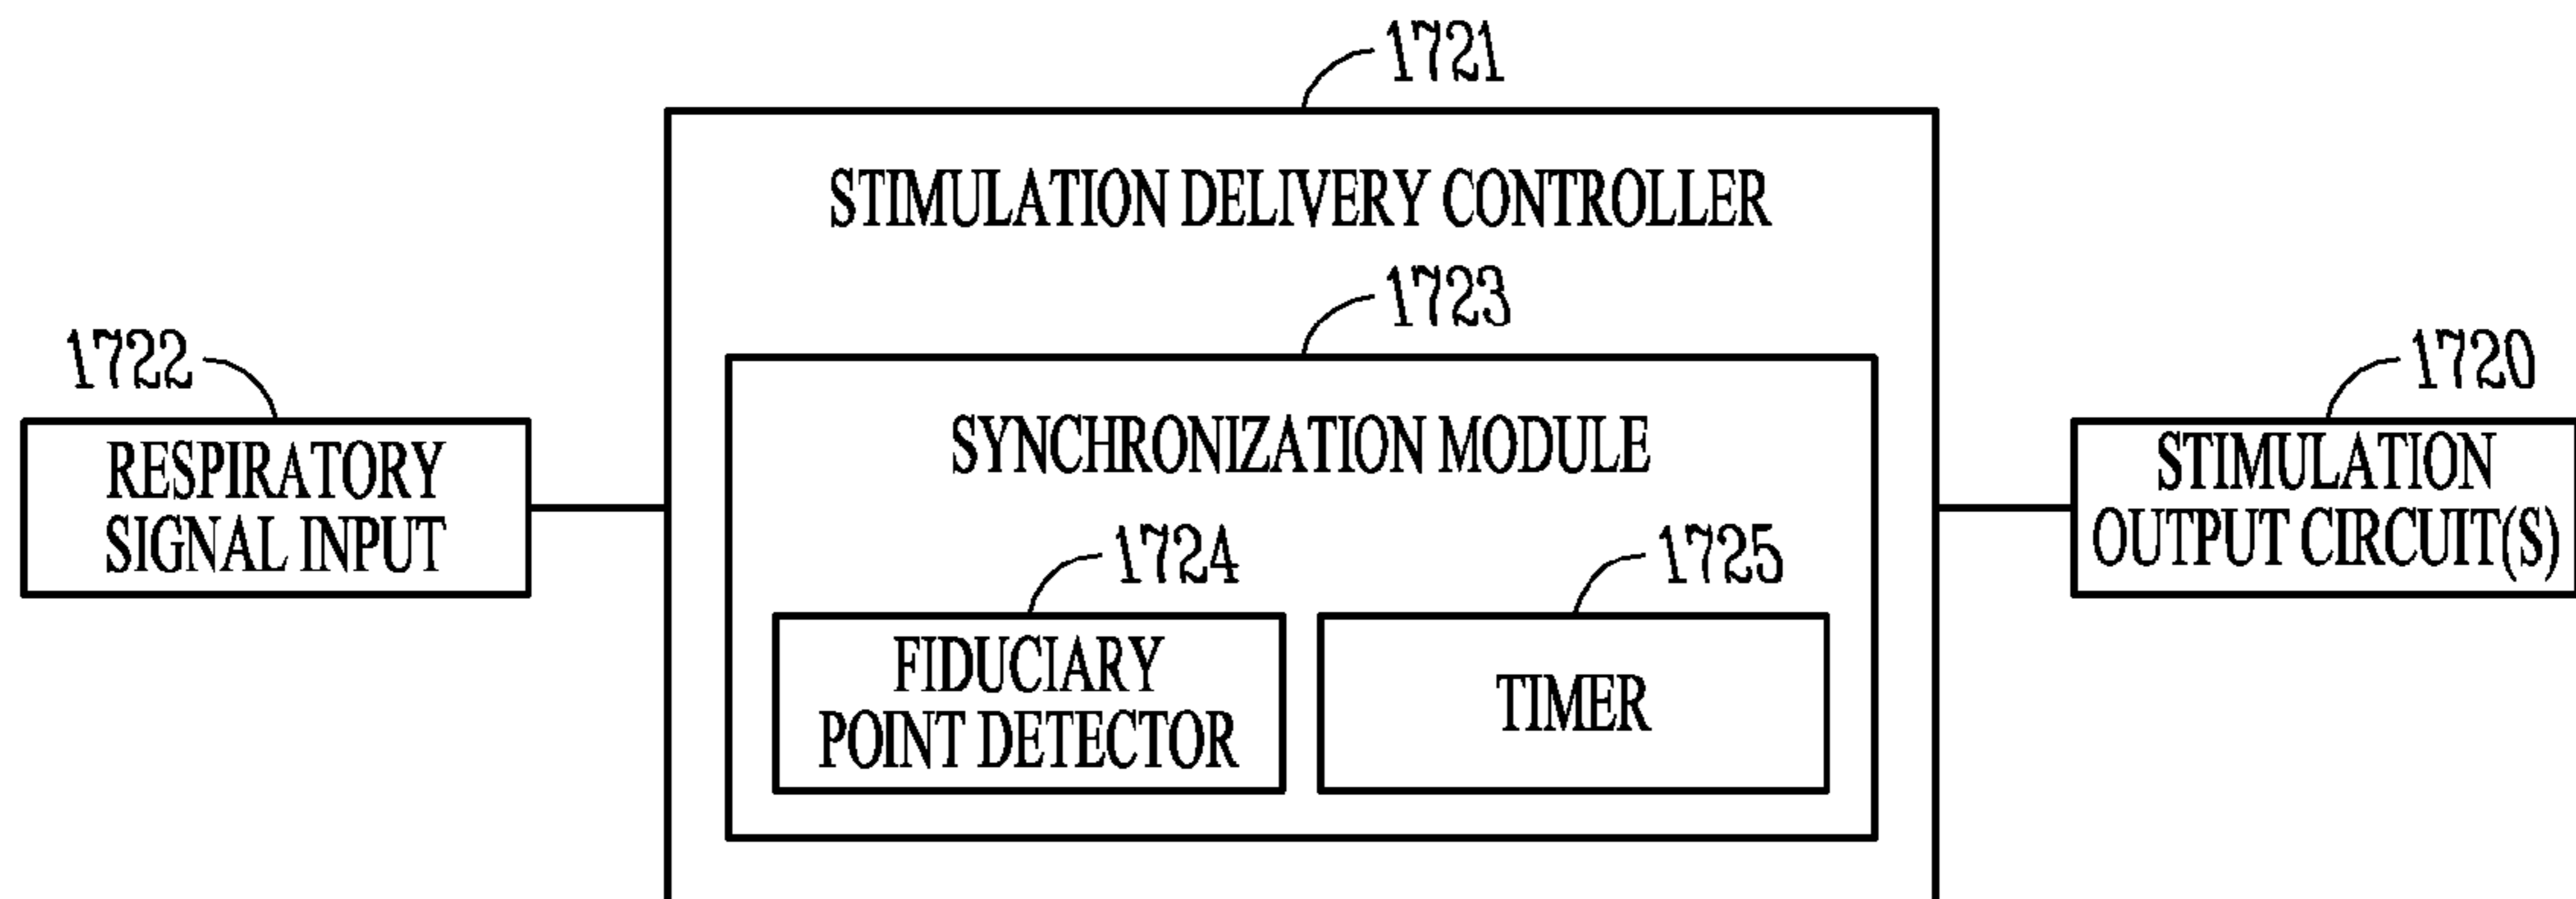 1721
STIMULATION DELIVERY CONTROLLER
1723
1722
1720
RESPIRATORY
SIGNAL INPUT
SYNCHRONIZATION MODULE
STIMULATION
OUTPUT CIRCUIT(S)
1724
1725
FIDUCIARY
POINT DETECTOR
TIMER